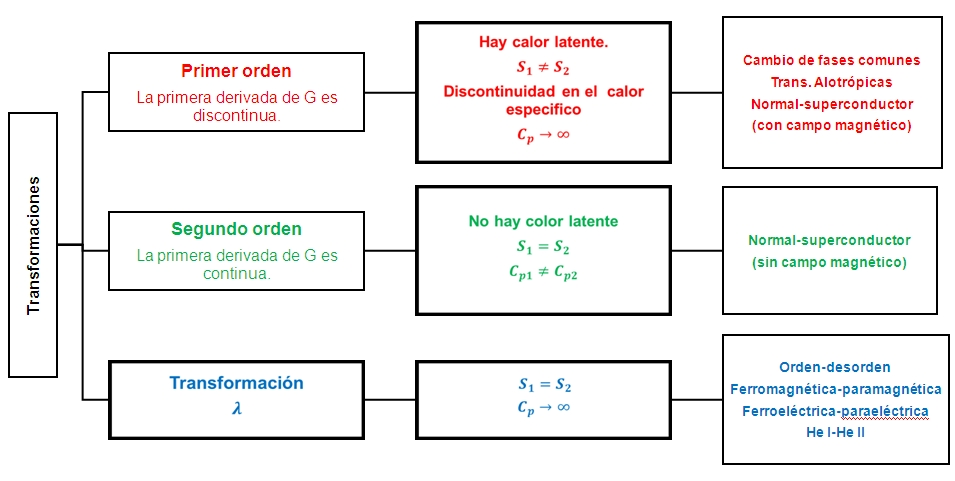 Transformaciones
Primer orden
La primera derivada de G es
discontinua.
Hay calor latente.
S₁ ≠ S₂
Discontinuidad en el calor
especifico
Cₚ → ∞
Cambio de fases comunes
Trans. Alotrópicas
Normal-superconductor
(con campo magnético)
Segundo orden
La primera derivada de G es
continua.
No hay color latente
S₁ = S₂
Cₚ₁ ≠ Cₚ₂
Normal-superconductor
(sin campo magnético)
Transformación
λ
S₁ = S₂
Cₚ → ∞
Orden-desorden
Ferromagnética-paramagnética
Ferroeléctrica-paraeléctrica
He I-He II